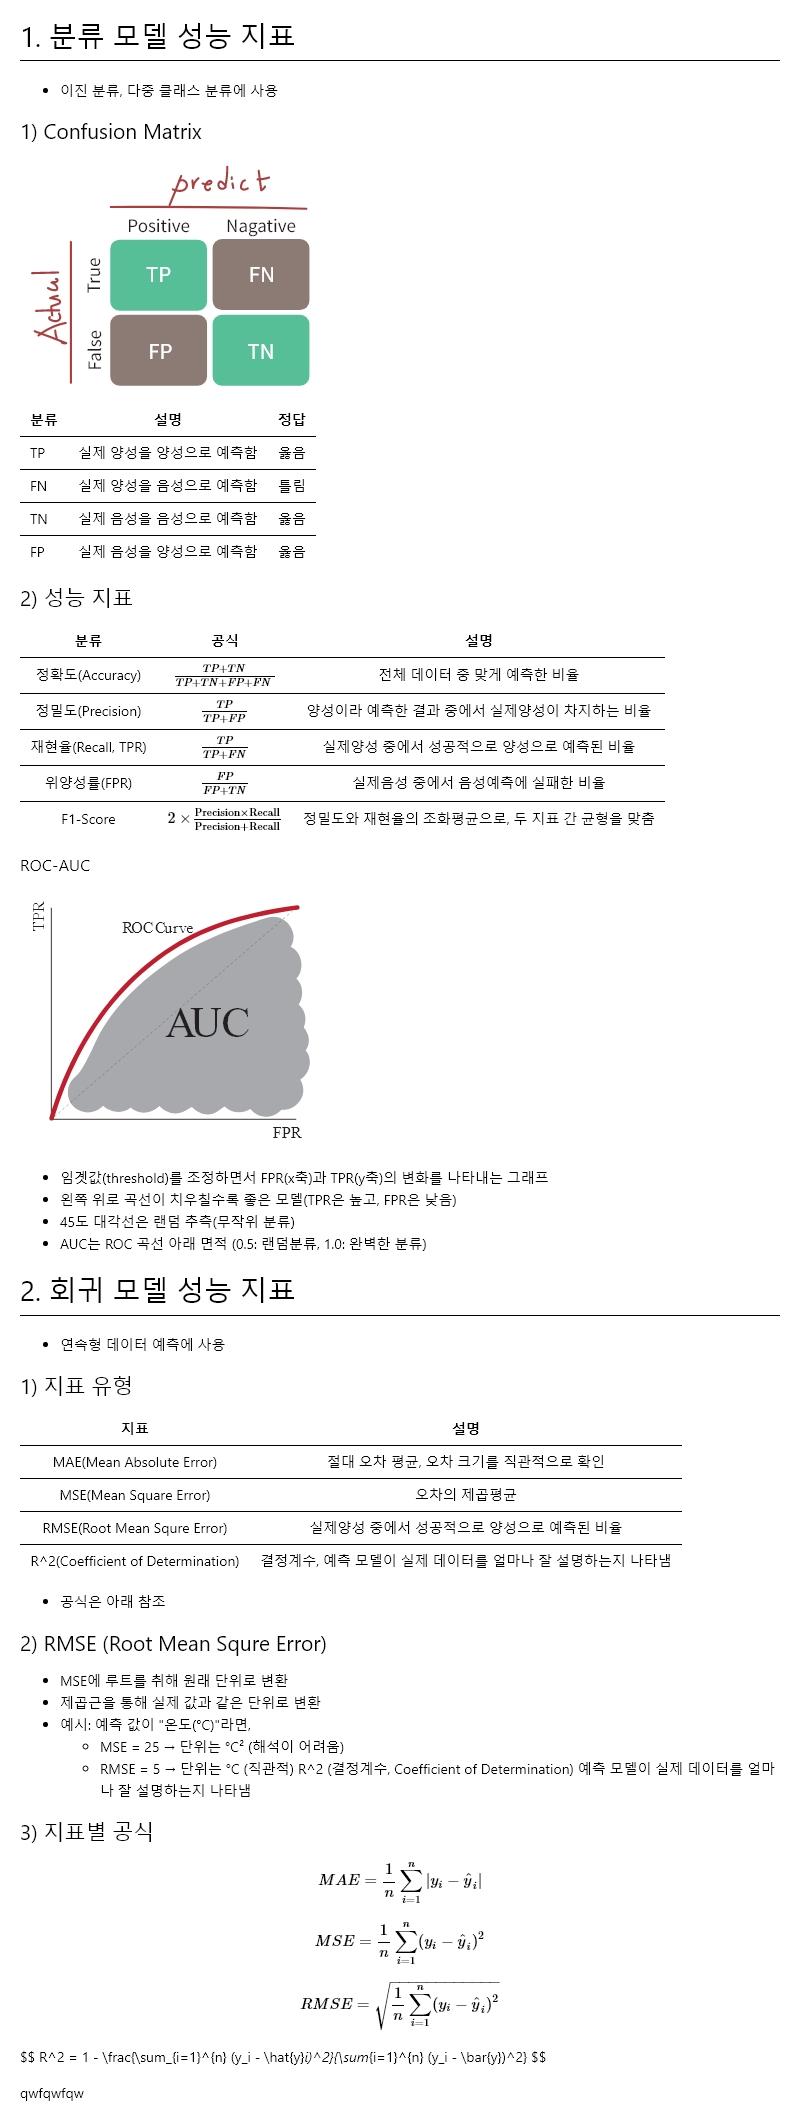 1. 분류 모델 성능 지표
• 이진 분류, 다중 클래스 분류에 사용
1) Confusion Matrix
predict
Positive Nagative
Actual
True TP FN
False FP TN
분류 설명 정답
TP 실제 양성을 양성으로 예측함 옳음
FN 실제 양성을 음성으로 예측함 틀림
TN 실제 음성을 음성으로 예측함 옳음
FP 실제 음성을 양성으로 예측함 옳음
2) 성능 지표
분류 공식 설명
정확도(Accuracy) \frac{TP+TN}{TP+TN+FP+FN} 전체 데이터 중 맞게 예측한 비율
정밀도(Precision) \frac{TP}{TP+FP} 양성이라 예측한 결과 중에서 실제양성이 차지하는 비율
재현율(Recall, TPR) \frac{TP}{TP+FN} 실제양성 중에서 성공적으로 양성으로 예측된 비율
위양성률(FPR) \frac{FP}{FP+TN} 실제음성 중에서 음성예측에 실패한 비율
F1-Score 2 × \frac{Precision×Recall}{Precision+Recall} 정밀도와 재현율의 조화평균으로, 두 지표 간 균형을 맞춤
ROC-AUC
TPR
ROC Curve
AUC
FPR
• 임곗값(threshold)를 조정하면서 FPR(x축)과 TPR(y축)의 변화를 나타내는 그래프
• 왼쪽 위로 곡선이 치우칠수록 좋은 모델(TPR은 높고, FPR은 낮음)
• 45도 대각선은 랜덤 추측(무작위 분류)
• AUC는 ROC 곡선 아래 면적 (0.5: 랜덤분류, 1.0: 완벽한 분류)
2. 회귀 모델 성능 지표
• 연속형 데이터 예측에 사용
1) 지표 유형
지표 설명
MAE(Mean Absolute Error) 절대 오차 평균, 오차 크기를 직관적으로 확인
MSE(Mean Square Error) 오차의 제곱평균
RMSE(Root Mean Squre Error) 실제양성 중에서 성공적으로 양성으로 예측된 비율
R^2(Coefficient of Determination) 결정계수, 예측 모델이 실제 데이터를 얼마나 잘 설명하는지 나타냄
• 공식은 아래 참조
2) RMSE (Root Mean Squre Error)
• MSE에 루트를 취해 원래 단위로 변환
• 제곱근을 통해 실제 값과 같은 단위로 변환
• 예시: 예측 값이 "온도(°C)"라면,
◦ MSE = 25 → 단위는 °C² (해석이 어려움)
◦ RMSE = 5 → 단위는 °C (직관적) R^2 (결정계수, Coefficient of Determination) 예측 모델이 실제 데이터를 얼마
나 잘 설명하는지 나타냄
3) 지표별 공식
MAE = \frac{1}{n} \sum_{i=1}^{n} |y_i - \hat{y}_i|
MSE = \frac{1}{n} \sum_{i=1}^{n} (y_i - \hat{y}_i)^2
RMSE = \sqrt{\frac{1}{n} \sum_{i=1}^{n} (y_i - \hat{y}_i)^2}
$$ R^2 = 1 - \frac{\sum_{i=1}^{n} (y_i - \hat{y}i)^2}{\sum{i=1}^{n} (y_i - \bar{y})^2} $$
qwfqwfqw